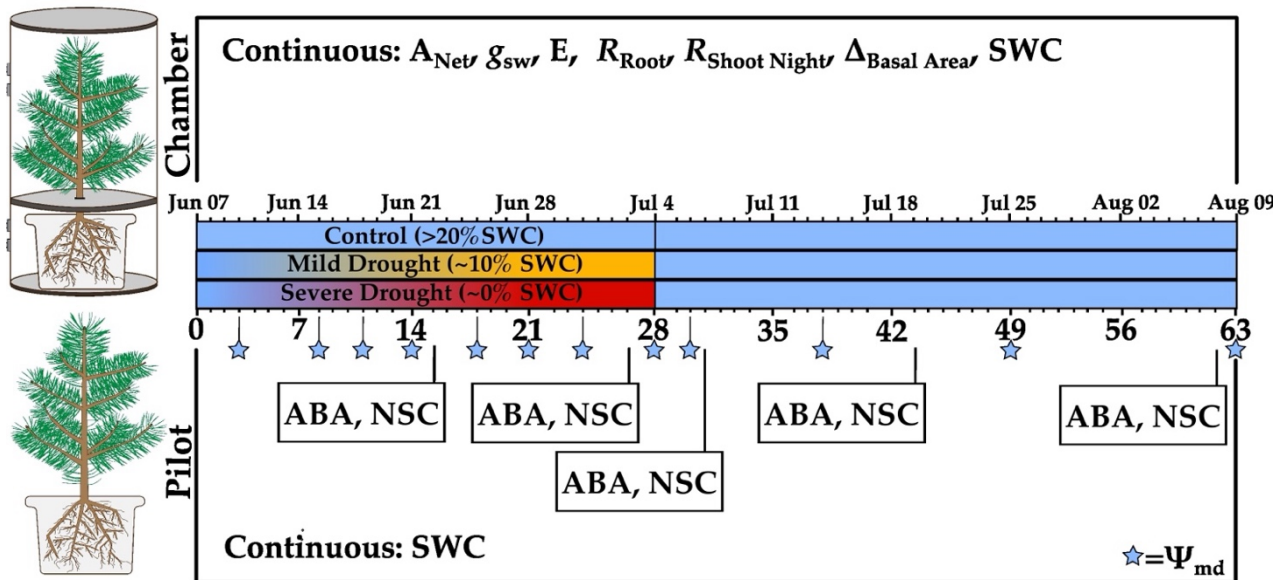 Chamber
Continuous: A_Net, g_sw, E, R_Root, R_Shoot Night, Δ_Basal Area, SWC
Jun 07 Jun 14 Jun 21 Jun 28 Jul 4 Jul 11 Jul 18 Jul 25 Aug 02 Aug 09
Control (>20% SWC)
Mild Drought (~10% SWC)
Severe Drought (~0% SWC)
0 7 14 21 28 35 42 49 56 63
ABA, NSC ABA, NSC ABA, NSC ABA, NSC
ABA, NSC
Pilot
Continuous: SWC
=Ψ_md